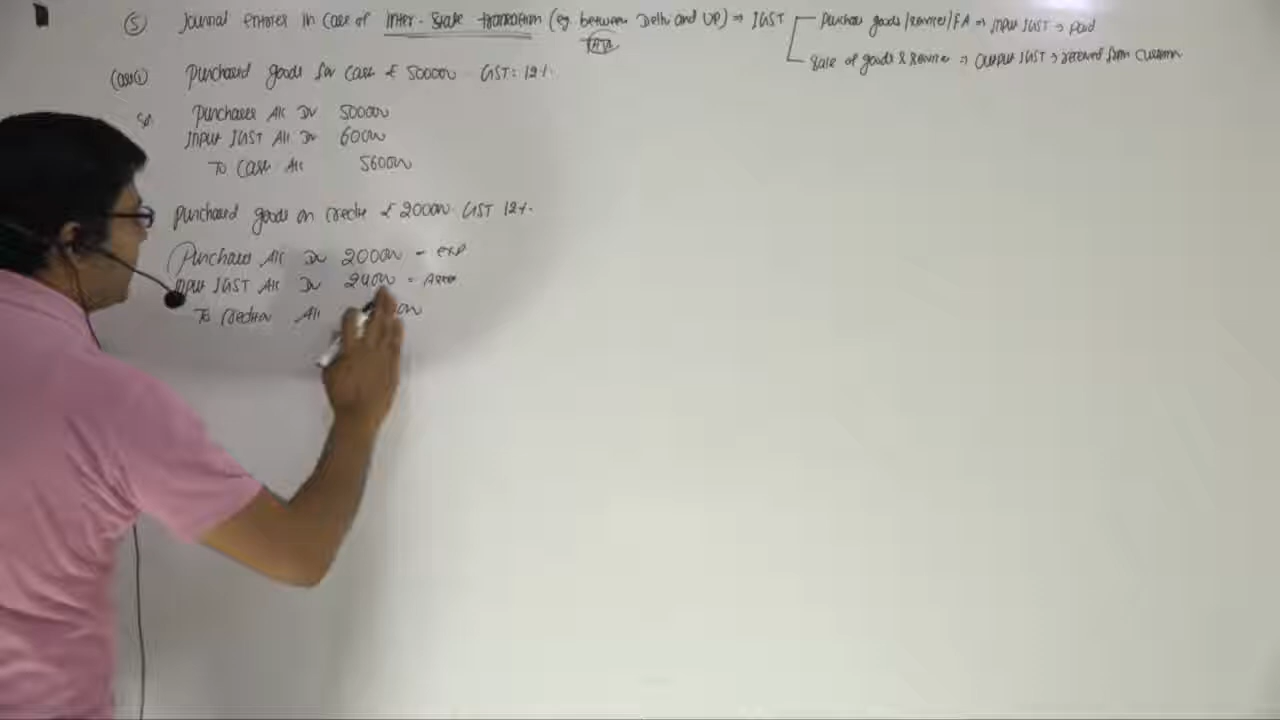 ⑤ Journal entries in case of Inter-State transaction (eg. between Delhi and UP) ⇒ IGST
Purchase goods/services/FA ⇒ Input IGST → paid
Sale of goods & Service ⇒ Output IGST → received from customer
Case①
Purchased goods for cash ₹ 50000 GST: 12%.
Purchases A/c Dr 50000
Input IGST A/c Dr 6000
To Cash A/c 56000
Purchased goods on credit ₹ 20000 GST 12%.
Purchases A/c Dr 20000 - exp
Input IGST A/c Dr 2400 - Asset
To Creditor A/c